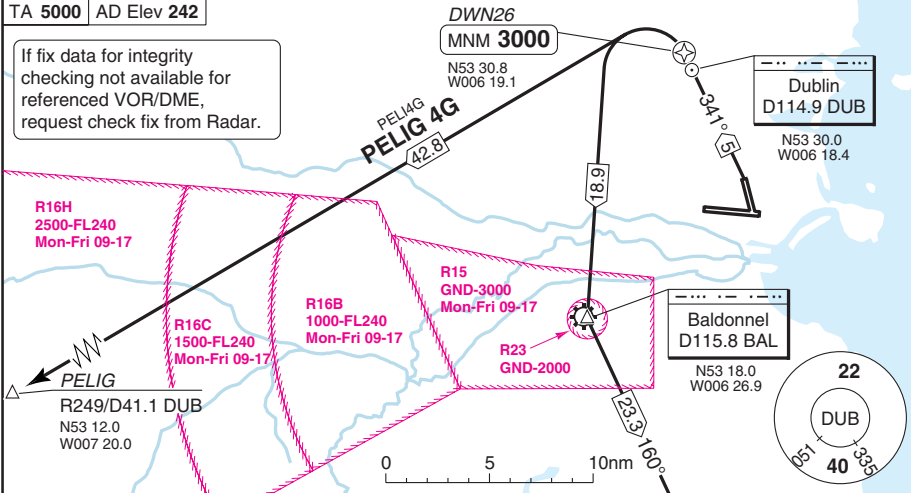 TA 5000 AD Elev 242
If fix data for integrity
checking not available for
referenced VOR/DME,
request check fix from Radar.
DWN26
MNM 3000
N53 30.8
W006 19.1
Dublin
D114.9 DUB
N53 30.0
W006 18.4
PELI4G
PELIG 4G
42.8
341°
5
18.9
R16H
2500-FL240
Mon-Fri 09-17
R16C
1500-FL240
Mon-Fri 09-17
R16B
1000-FL240
Mon-Fri 09-17
R15
GND-3000
Mon-Fri 09-17
R23
GND-2000
Baldonnel
D115.8 BAL
N53 18.0
W006 26.9
PELIG
R249/D41.1 DUB
N53 12.0
W007 20.0
23.3
160°
0 5 10nm
22
DUB
051
335
40